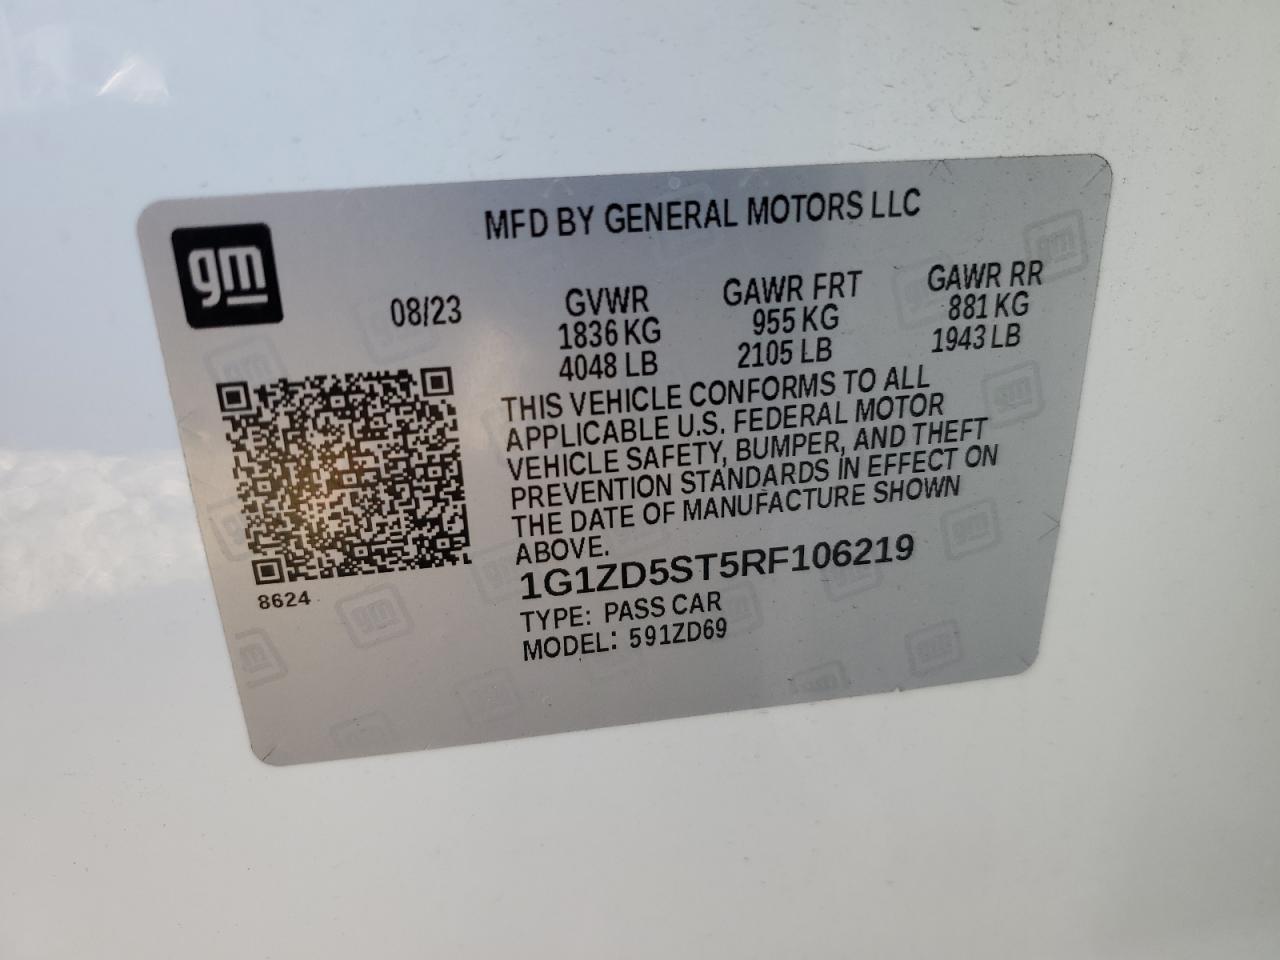 gm
MFD BY GENERAL MOTORS LLC
08/23
GVWR
1836 KG
4048 LB
GAWR FRT
955 KG
2105 LB
GAWR RR
881 KG
1943 LB
THIS VEHICLE CONFORMS TO ALL
APPLICABLE U.S. FEDERAL MOTOR
VEHICLE SAFETY, BUMPER, AND THEFT
PREVENTION STANDARDS IN EFFECT ON
THE DATE OF MANUFACTURE SHOWN
ABOVE.
1G1ZD5ST5RF106219
TYPE: PASS CAR
MODEL: 591ZD69
8624